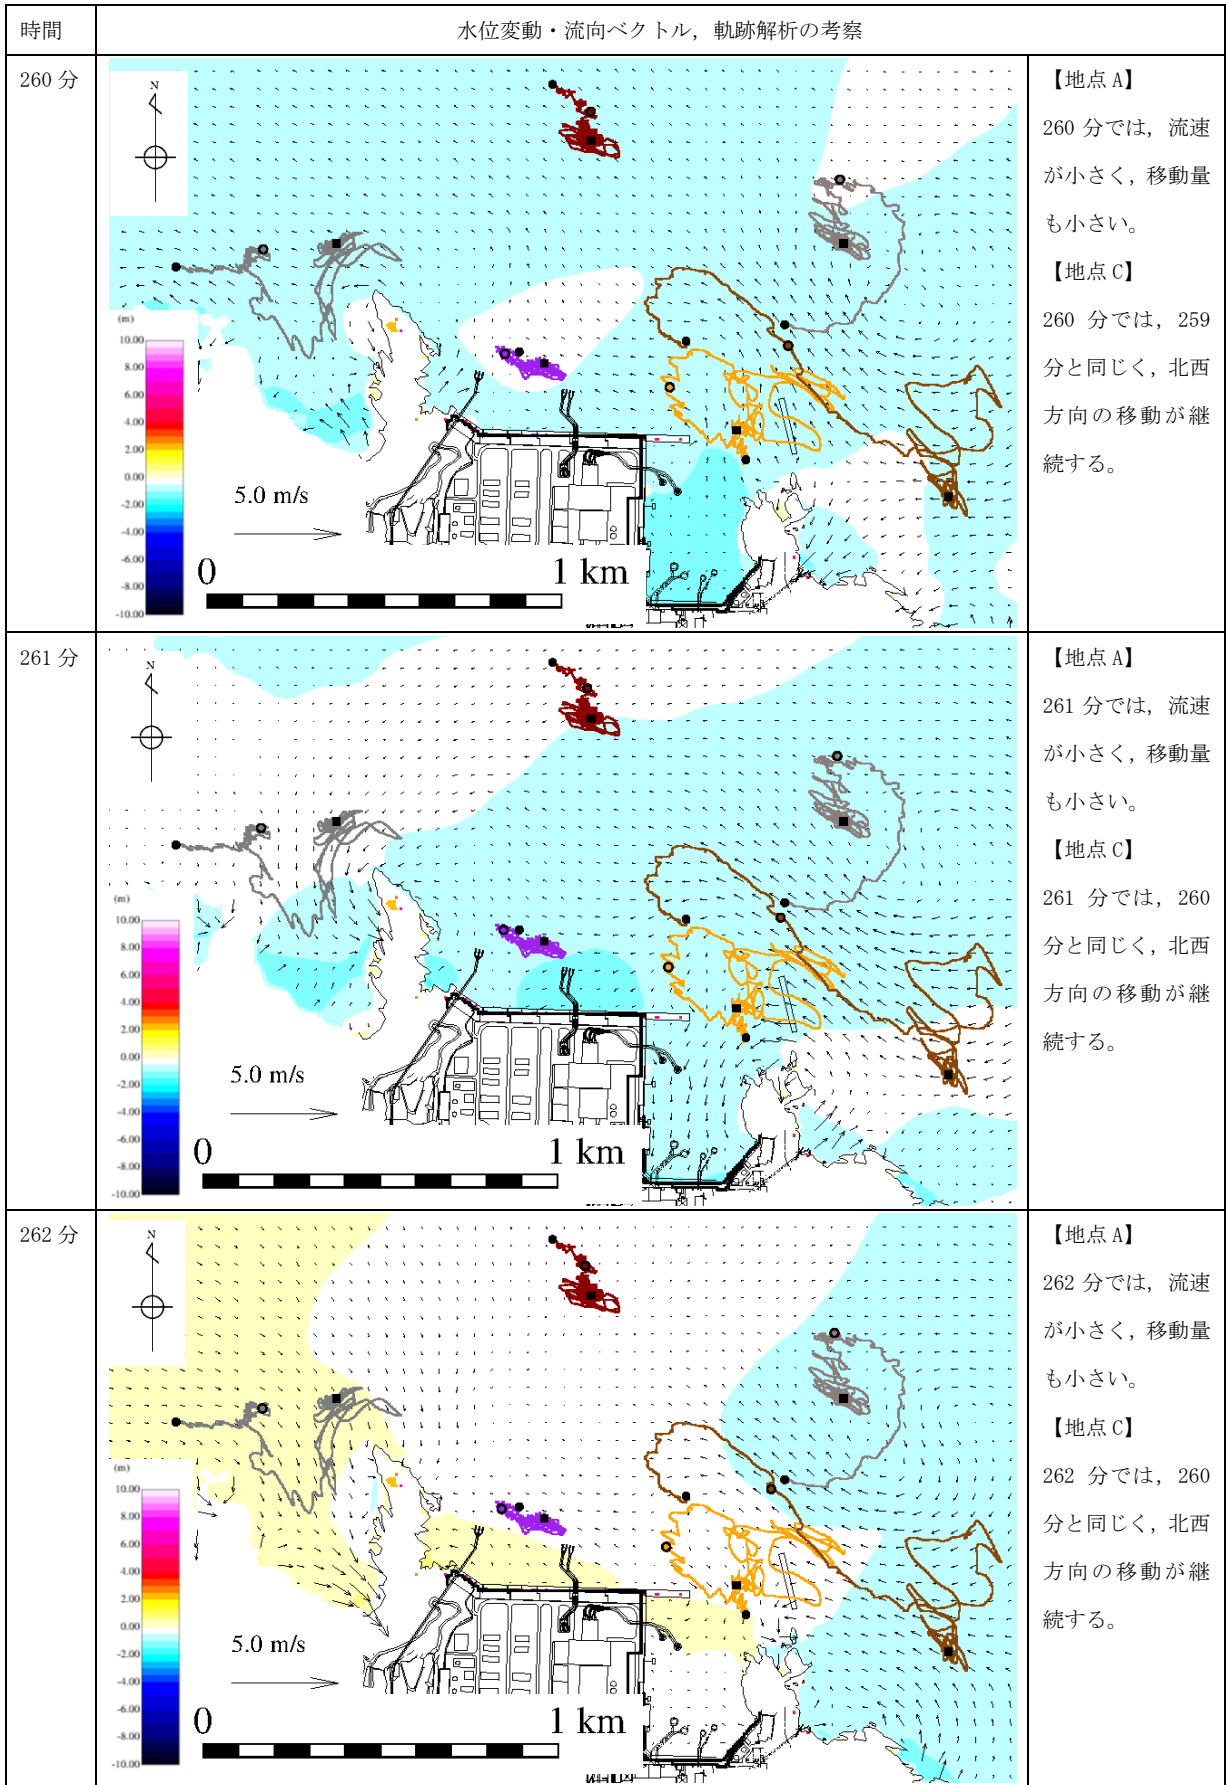 時間
水位変動・流向ベクトル，軌跡解析の考察
260 分
N
(m)
10.00
8.00
6.00
4.00
2.00
0.00
-2.00
-4.00
-6.00
-8.00
-10.00
5.0 m/s
0
1 km
【地点 A】
260 分では，流速
が小さく，移動量
も小さい。
【地点 C】
260 分では，259
分と同じく，北西
方向の移動が継
続する。
261 分
N
(m)
10.00
8.00
6.00
4.00
2.00
0.00
-2.00
-4.00
-6.00
-8.00
-10.00
5.0 m/s
0
1 km
【地点 A】
261 分では，流速
が小さく，移動量
も小さい。
【地点 C】
261 分では，260
分と同じく，北西
方向の移動が継
続する。
262 分
N
(m)
10.00
8.00
6.00
4.00
2.00
0.00
-2.00
-4.00
-6.00
-8.00
-10.00
5.0 m/s
0
1 km
【地点 A】
262 分では，流速
が小さく，移動量
も小さい。
【地点 C】
262 分では，260
分と同じく，北西
方向の移動が継
続する。